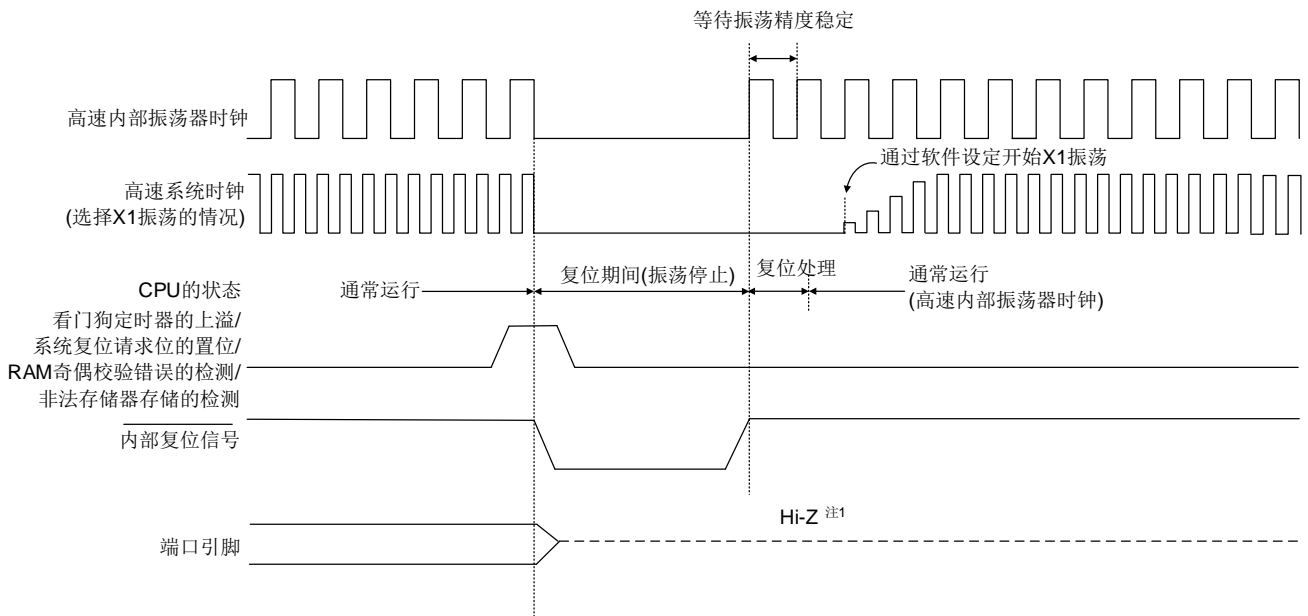 等待振荡精度稳定
高速内部振荡器时钟
通过软件设定开始X1振荡
高速系统时钟
(选择X1振荡的情况)
CPU的状态
通常运行
复位期间(振荡停止)
复位处理
通常运行
(高速内部振荡器时钟)
看门狗定时器的上溢/
系统复位请求位的置位/
RAM奇偶校验错误的检测/
非法存储器存储的检测
内部复位信号
Hi-Z 注1
端口引脚